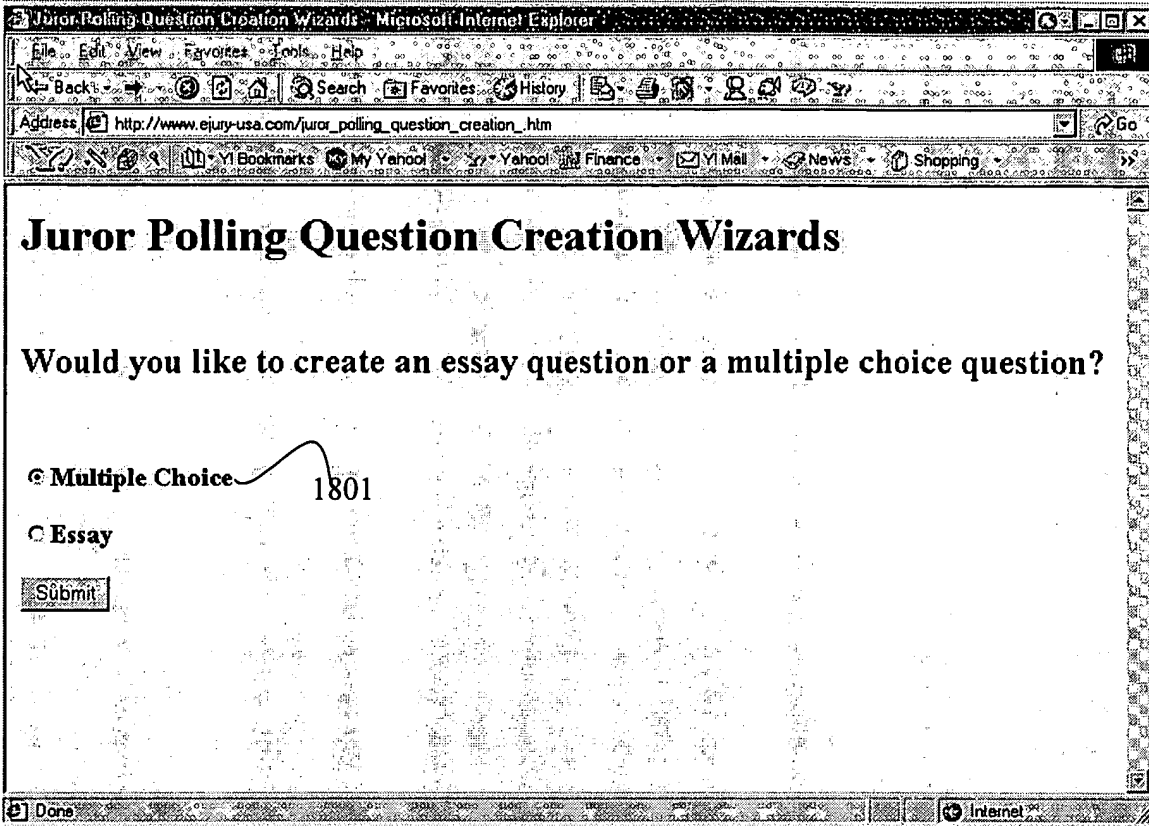 Juror Polling Question Creation Wizards - Microsoft Internet Explorer
File Edit View Favorites Tools Help
Back Search Favorites History
Address http://www.ejury-usa.com/juror_polling_question_creation_.htm Go
Y! Bookmarks My Yahoo! Yahoo! Finance Y! Mail News Shopping
Juror Polling Question Creation Wizards
Would you like to create an essay question or a multiple choice question?
Multiple Choice
1801
Essay
Submit
Done Internet